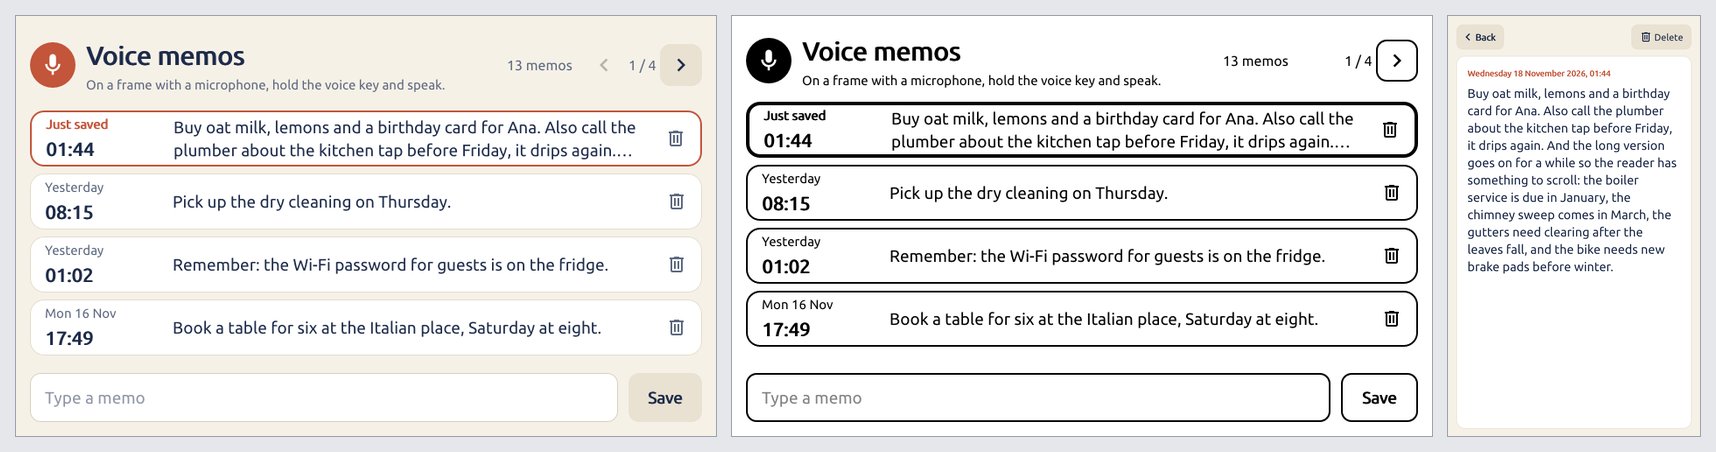 Voice memos
On a frame with a microphone, hold the voice key and speak.
13 memos
1 / 4
Just saved
01:44
Buy oat milk, lemons and a birthday card for Ana. Also call the
plumber about the kitchen tap before Friday, it drips again....
Yesterday
08:15
Pick up the dry cleaning on Thursday.
Yesterday
01:02
Remember: the Wi-Fi password for guests is on the fridge.
Mon 16 Nov
17:49
Book a table for six at the Italian place, Saturday at eight.
Type a memo
Save
Voice memos
On a frame with a microphone, hold the voice key and speak.
13 memos
1 / 4
Just saved
01:44
Buy oat milk, lemons and a birthday card for Ana. Also call the
plumber about the kitchen tap before Friday, it drips again....
Yesterday
08:15
Pick up the dry cleaning on Thursday.
Yesterday
01:02
Remember: the Wi-Fi password for guests is on the fridge.
Mon 16 Nov
17:49
Book a table for six at the Italian place, Saturday at eight.
Type a memo
Save
Back
Delete
Wednesday 18 November 2026, 01:44
Buy oat milk, lemons and a birthday
card for Ana. Also call the plumber
about the kitchen tap before Friday,
it drips again. And the long version
goes on for a while so the reader has
something to scroll: the boiler
service is due in January, the
chimney sweep comes in March, the
gutters need clearing after the
leaves fall, and the bike needs new
brake pads before winter.